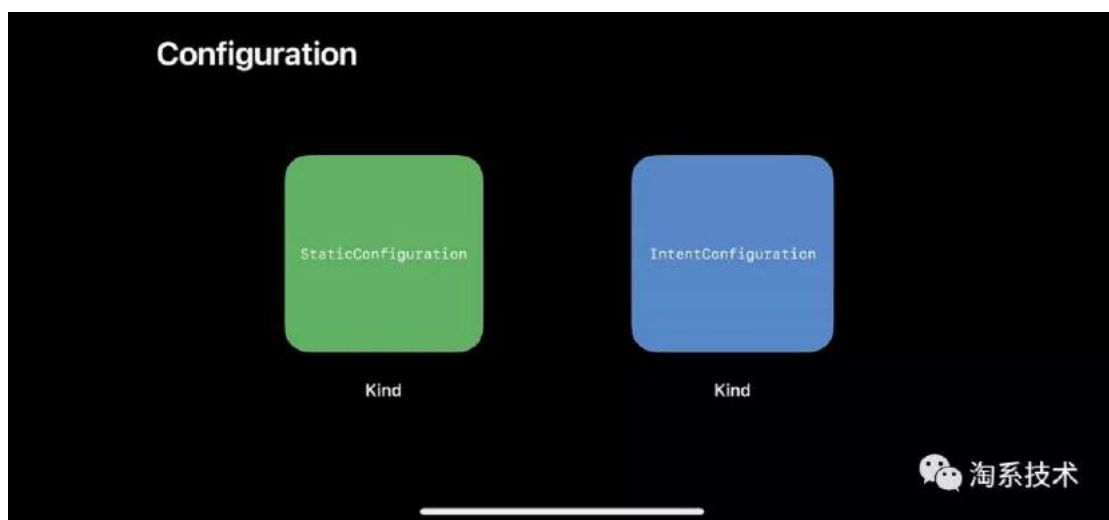 Configuration
StaticConfiguration
IntentConfiguration
Kind
Kind
淘系技术